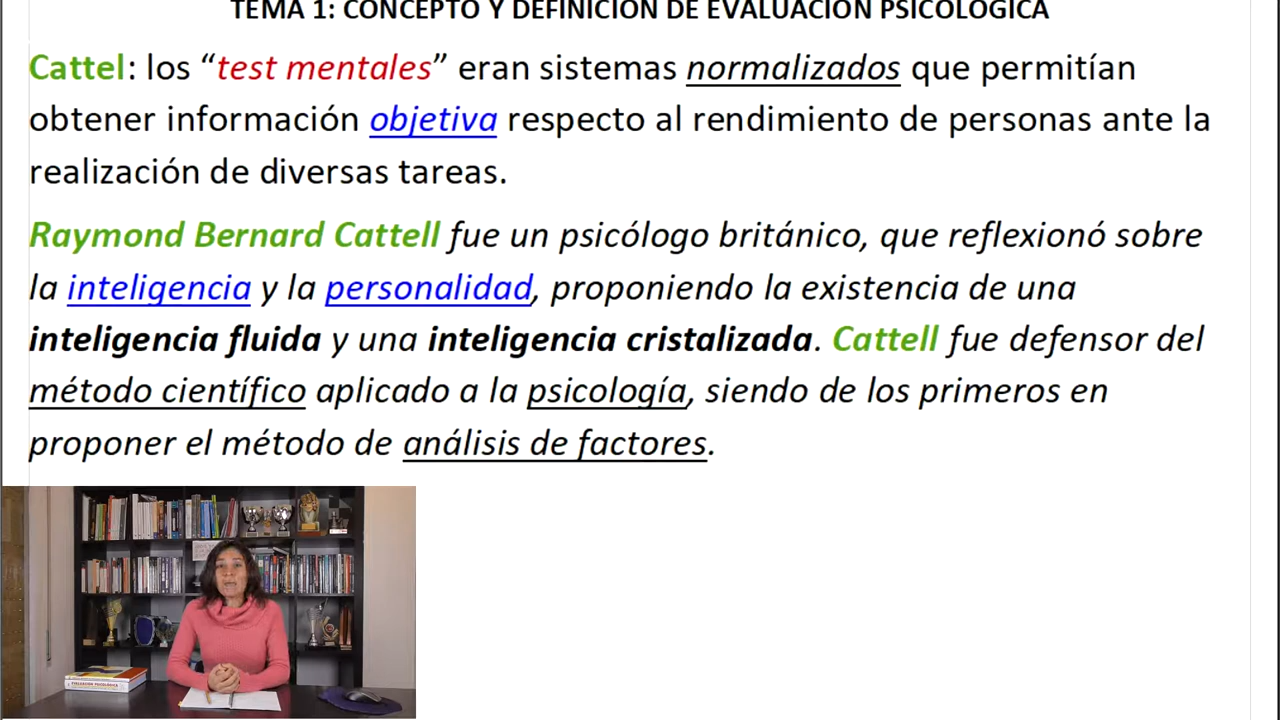 TEMA 1: CONCEPTO Y DEFINICIÓN DE EVALUACIÓN PSICOLÓGICA
Cattel: los “test mentales” eran sistemas normalizados que permitían
obtener información objetiva respecto al rendimiento de personas ante la
realización de diversas tareas.
Raymond Bernard Cattell fue un psicólogo británico, que reflexionó sobre
la inteligencia y la personalidad, proponiendo la existencia de una
inteligencia fluida y una inteligencia cristalizada. Cattell fue defensor del
método científico aplicado a la psicología, siendo de los primeros en
proponer el método de análisis de factores.
EVALUACIÓN PSICOLÓGICA